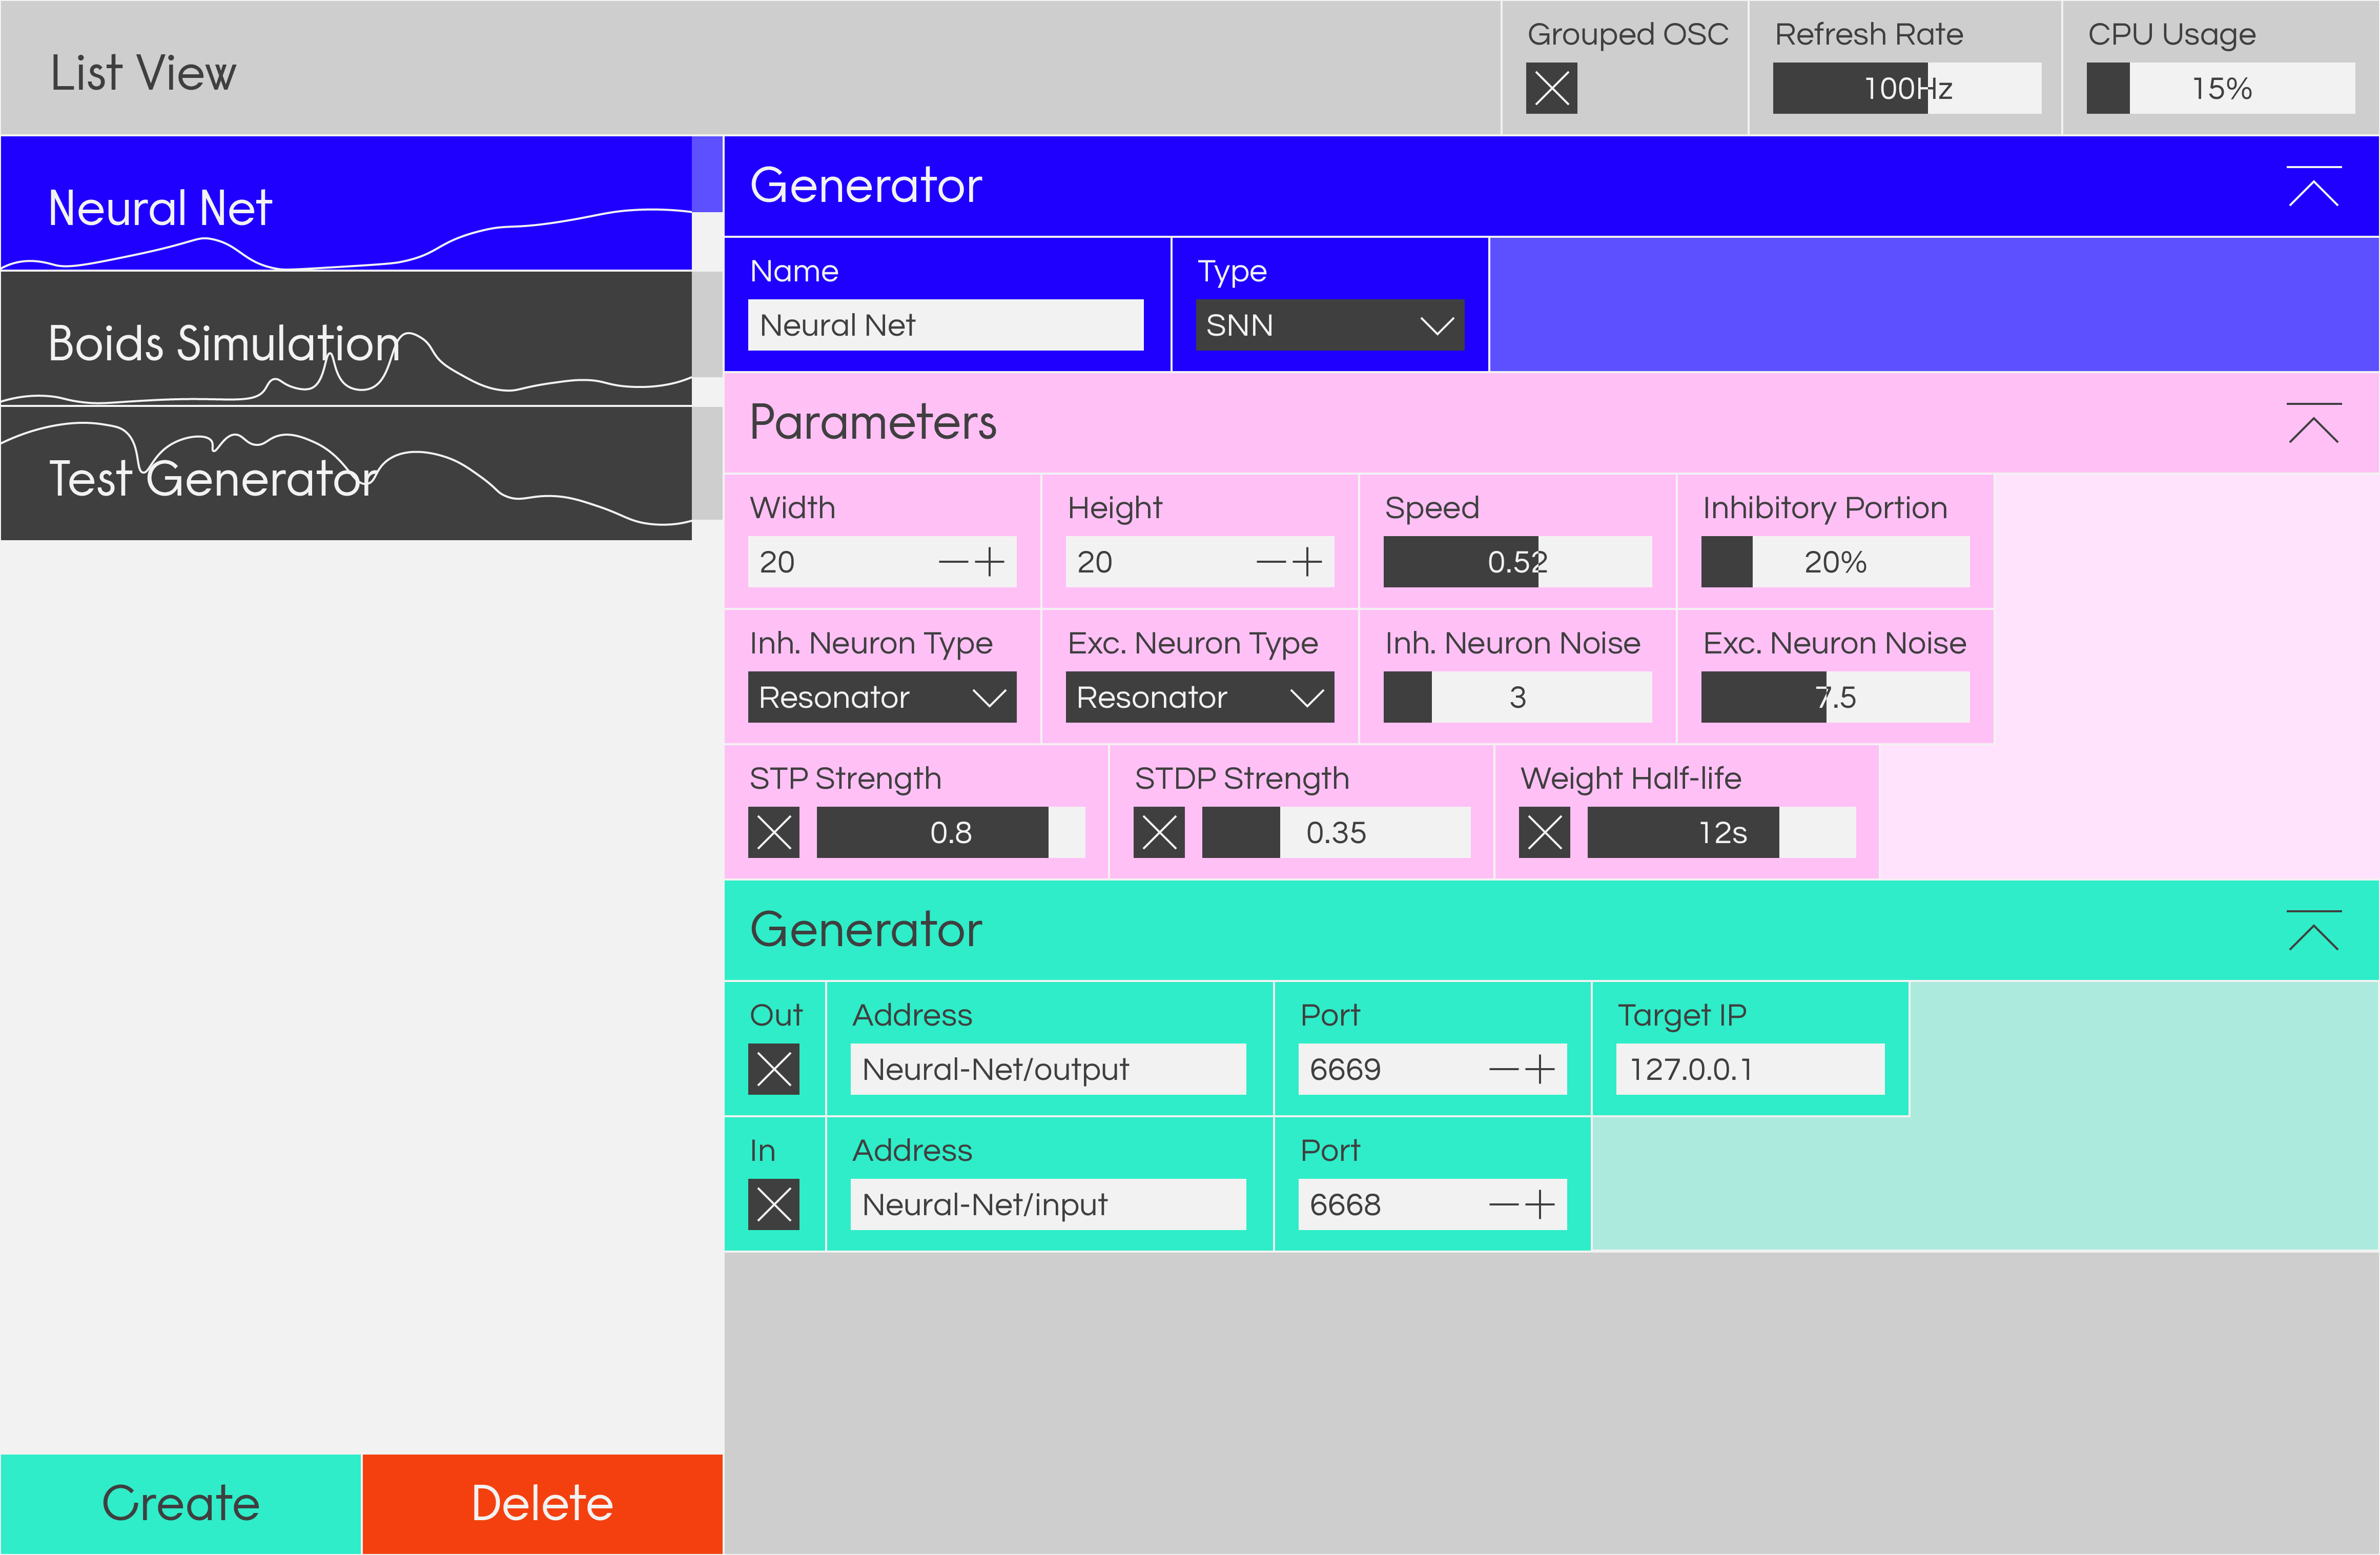 List View
Grouped OSC
Refresh Rate
100Hz
CPU Usage
15%
Neural Net
Boids Simulation
Test Generator
Create
Delete
Generator
Name
Neural Net
Type
SNN
Parameters
Width
20
Height
20
Speed
0.52
Inhibitory Portion
20%
Inh. Neuron Type
Resonator
Exc. Neuron Type
Resonator
Inh. Neuron Noise
3
Exc. Neuron Noise
7.5
STP Strength
0.8
STDP Strength
0.35
Weight Half-life
12s
Generator
Out
Address
Neural-Net/output
Port
6669
Target IP
127.0.0.1
In
Address
Neural-Net/input
Port
6668